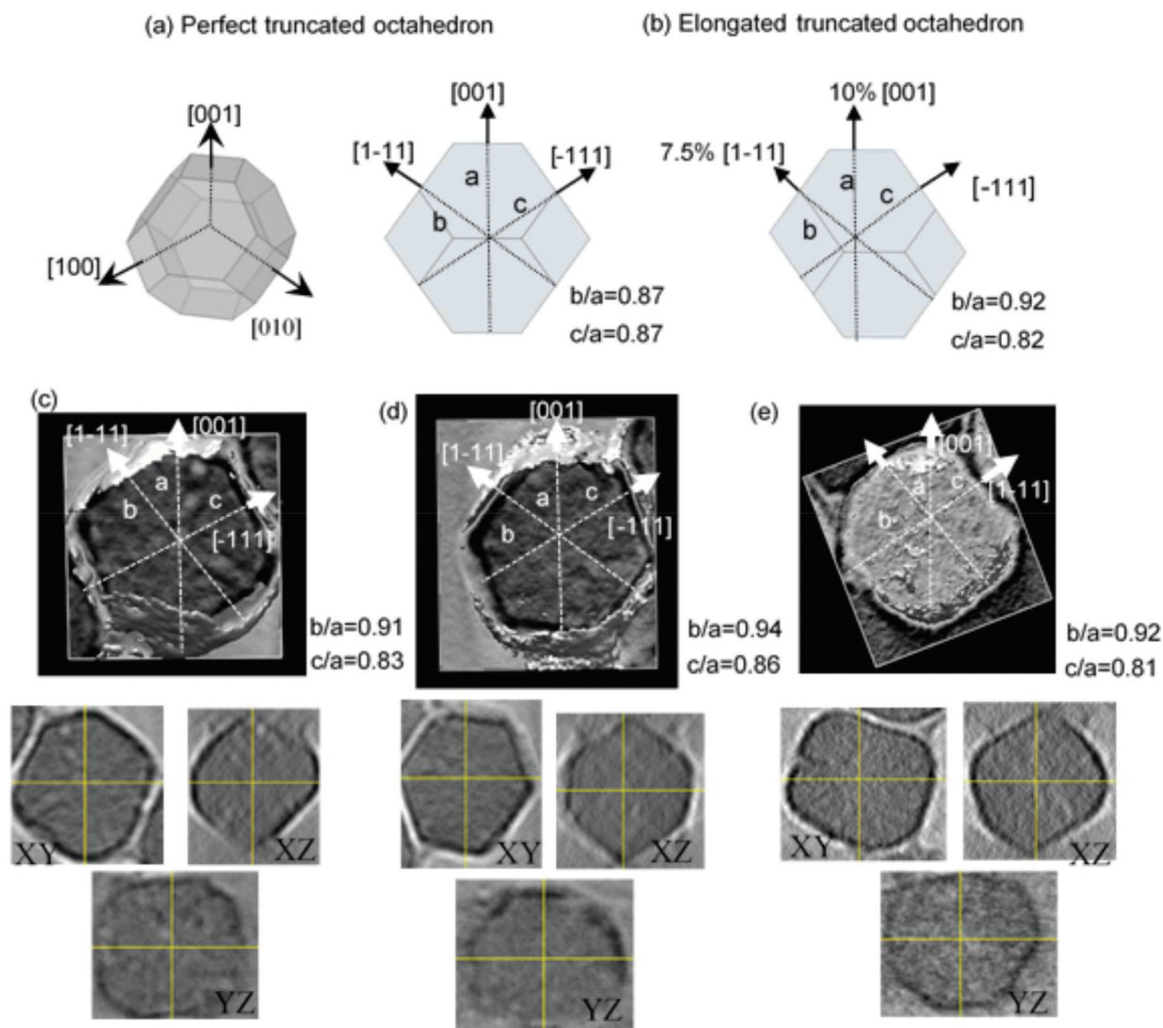 (a) Perfect truncated octahedron
(b) Elongated truncated octahedron
[001]
[100]
[010]
[001]
[1-11]
[-111]
a
b
c
b/a=0.87
c/a=0.87
10% [001]
7.5% [1-11]
[-111]
a
b
c
b/a=0.92
c/a=0.82
(c)
[1-11]
[001]
a
b
c
[-111]
b/a=0.91
c/a=0.83
(d)
[001]
[1-11]
a
c
b
[-111]
b/a=0.94
c/a=0.86
(e)
[001]
a
c
[1-11]
b
b/a=0.92
c/a=0.81
XY
XZ
YZ
XY
XZ
YZ
XY
XZ
YZ